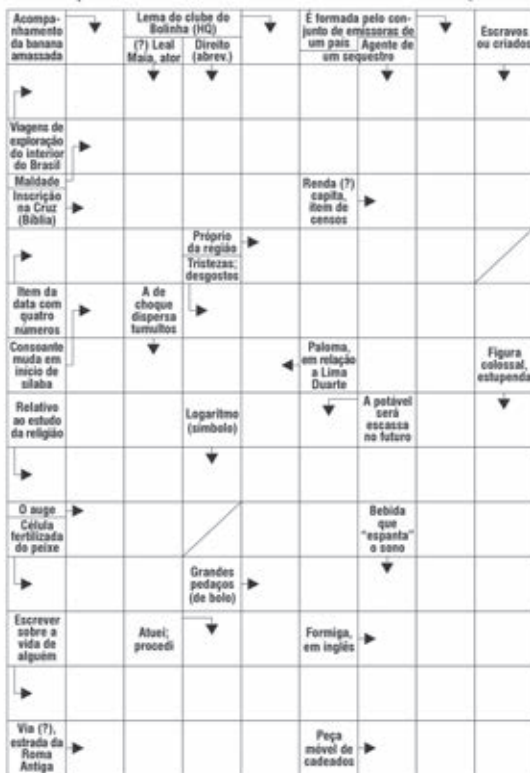 Acompa-
nhamento
da banana
amassada
Lema do clube do
Bolinha (HQ)
(?) Leal
Maia, ator
Direito
(abrev.)
É formada pelo con-
junto de emissoras de
um país
Agente de
um sequestro
Escravos
ou criados
Viagens de
exploração
do interior
do Brasil
Maldade
Inscrição
na Cruz
(Bíblia)
Renda (?)
capita,
item de
censos
Próprio
da região
Tristezas;
desgostos
Item da
data com
quatro
números
A de
choque
dispersa
tumultos
Consoante
muda em
início de
sílaba
Paloma,
em relação
a Lima
Duarte
Figura
colossal,
estupenda
Relativo
ao estudo
da religião
Logaritmo
(símbolo)
A potável
será
escassa
no futuro
O auge
Célula
fertilizada
do peixe
Bebida
que
"espanta"
o sono
Grandes
pedaços
(de bolo)
Escrever
sobre a
vida de
alguém
Atuei;
procedi
Formiga,
em inglês
Via (?),
estrada da
Roma
Antiga
Peça
móvel de
cadeados